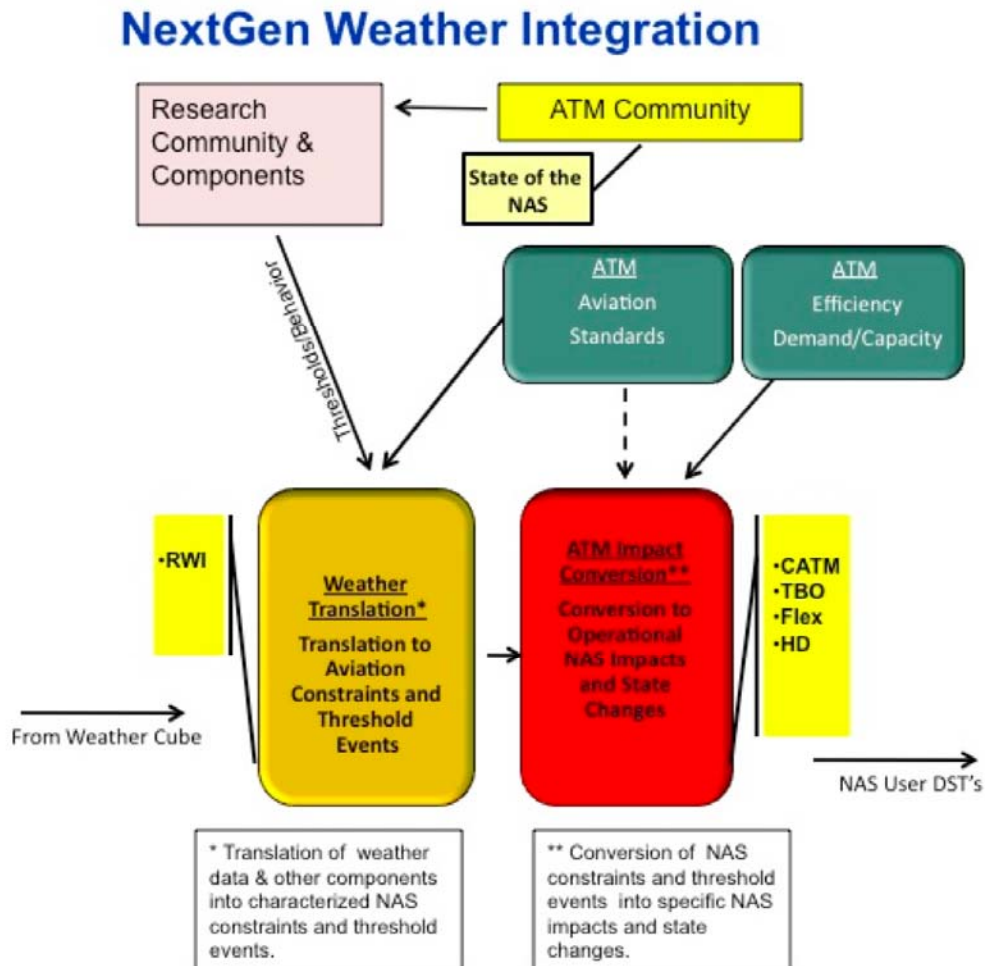 NextGen Weather Integration
Research
Community &
Components
ATM Community
State of the
NAS
Thresholds/Behavior
ATM
Aviation
Standards
ATM
Efficiency
Demand/Capacity
•RWI
Weather
Translation*
Translation to
Aviation
Constraints and
Threshold
Events
ATM Impact
Conversion**
Conversion to
Operational
NAS Impacts
and State
Changes
•CATM
•TBO
•Flex
•HD
From Weather Cube
NAS User DST's
* Translation of weather
data & other components
into characterized NAS
constraints and threshold
events.
** Conversion of NAS
constraints and threshold
events into specific NAS
impacts and state
changes.